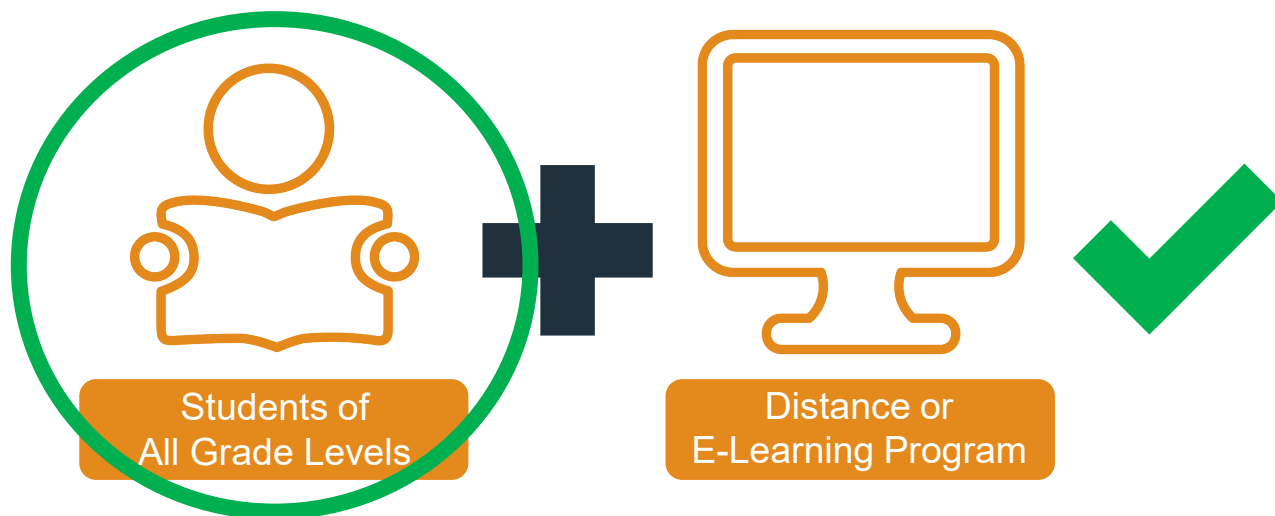 Students of
All Grade Levels
Distance or
E-Learning Program